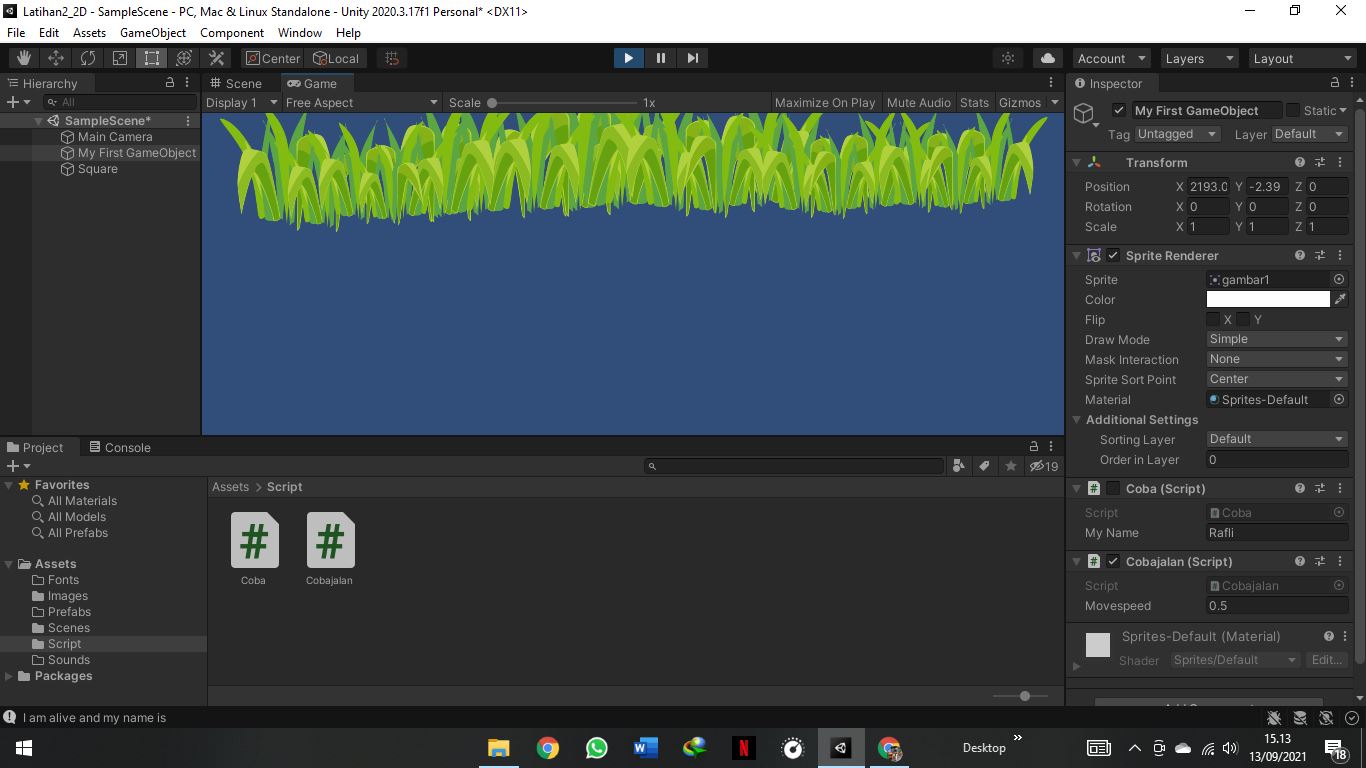 Latihan2_2D - SampleScene - PC, Mac & Linux Standalone - Unity 2020.3.17f1 Personal* <DX11>
File Edit Assets GameObject Component Window Help
Center Local Account Layers Layout
Hierarchy
All
SampleScene*
Main Camera
My First GameObject
Square
Scene Game
Display 1 Free Aspect Scale 1x Maximize On Play Mute Audio Stats Gizmos
Inspector
My First GameObject Static
Tag Untagged Layer Default
Transform
Position X 2193.0 Y -2.39 Z 0
Rotation X 0 Y 0 Z 0
Scale X 1 Y 1 Z 1
Sprite Renderer
Sprite gambar1
Color
Flip X Y
Draw Mode Simple
Mask Interaction None
Sprite Sort Point Center
Material Sprites-Default
Additional Settings
Sorting Layer Default
Order in Layer 0
Coba (Script)
Script Coba
My Name Rafli
Cobajalan (Script)
Script Cobajalan
Movespeed 0.5
Sprites-Default (Material)
Shader Sprites/Default Edit...
Project Console
19
Favorites
All Materials
All Models
All Prefabs
Assets
Fonts
Images
Prefabs
Scenes
Script
Sounds
Packages
Assets > Script
# #
Coba Cobajalan
I am alive and my name is
Desktop »
15.13
13/09/2021
18